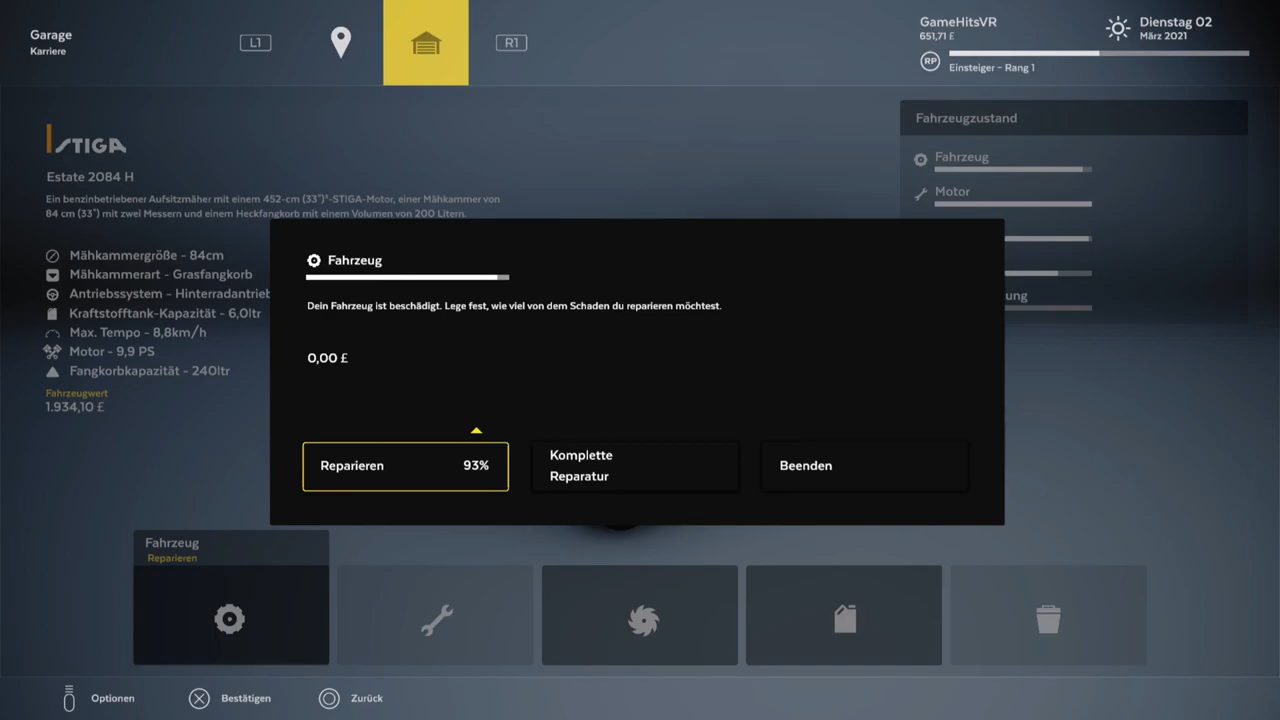 Garage
Karriere
L1
R1
GameHitsVR
651,71 £
RP
Einsteiger - Rang 1
Dienstag 02
März 2021
STIGA
Estate 2084 H
Ein benzinbetriebener Aufsitzmäher mit einem 452-cm (33")³-STIGA-Motor, einer Mähkammer von
84 cm (33") mit zwei Messern und einem Heckfangkorb mit einem Volumen von 200 Litern.
Mähkammergröße - 84cm
Mähkammerart - Grasfangkorb
Antriebssystem - Hinterradantrieb
Kraftstofftank-Kapazität - 6,0ltr
Max. Tempo - 8,8km/h
Motor - 9,9 PS
Fangkorbkapazität - 240ltr
Fahrzeugwert
1.934,10 £
Fahrzeugzustand
Fahrzeug
Motor
ung
Fahrzeug
Dein Fahrzeug ist beschädigt. Lege fest, wie viel von dem Schaden du reparieren möchtest.
0,00 £
Reparieren 93%
Komplette
Reparatur
Beenden
Fahrzeug
Reparieren
Optionen
Bestätigen
Zurück